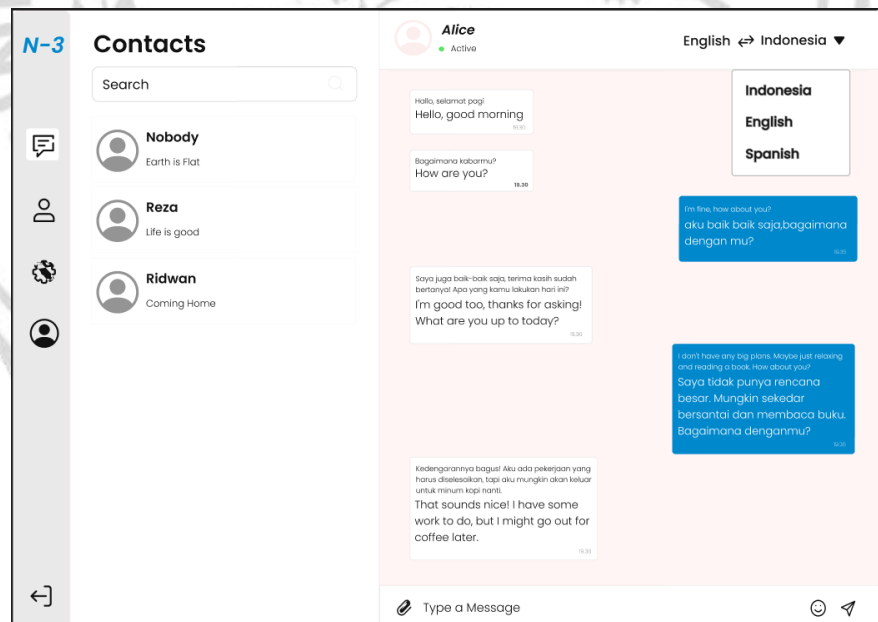 N-3
Contacts
Search
Nobody
Earth is Flat
Reza
Life is good
Ridwan
Coming Home
Alice
Active
English
Indonesia
Indonesia
English
Spanish
Hallo, selamat pagi
Hello, good morning
Bagaimana kabarmu?
How are you?
18.30
I'm fine, how about you?
aku baik baik saja,bagaimana
dengan mu?
Saya juga baik-baik saja, terima kasih sudah
bertanya! Apa yang kamu lakukan hari ini?
I'm good too, thanks for asking!
What are you up to today?
I don't have any big plans. Maybe just relaxing
and reading a book. How about you?
Saya tidak punya rencana
besar. Mungkin sekedar
bersantai dan membaca buku.
Bagaimana denganmu?
Kedengarannya bagus! Aku ada pekerjaan yang
harus diselesaikan, tapi aku mungkin akan keluar
untuk minum kopi nanti.
That sounds nice! I have some
work to do, but I might go out for
coffee later.
Type a Message